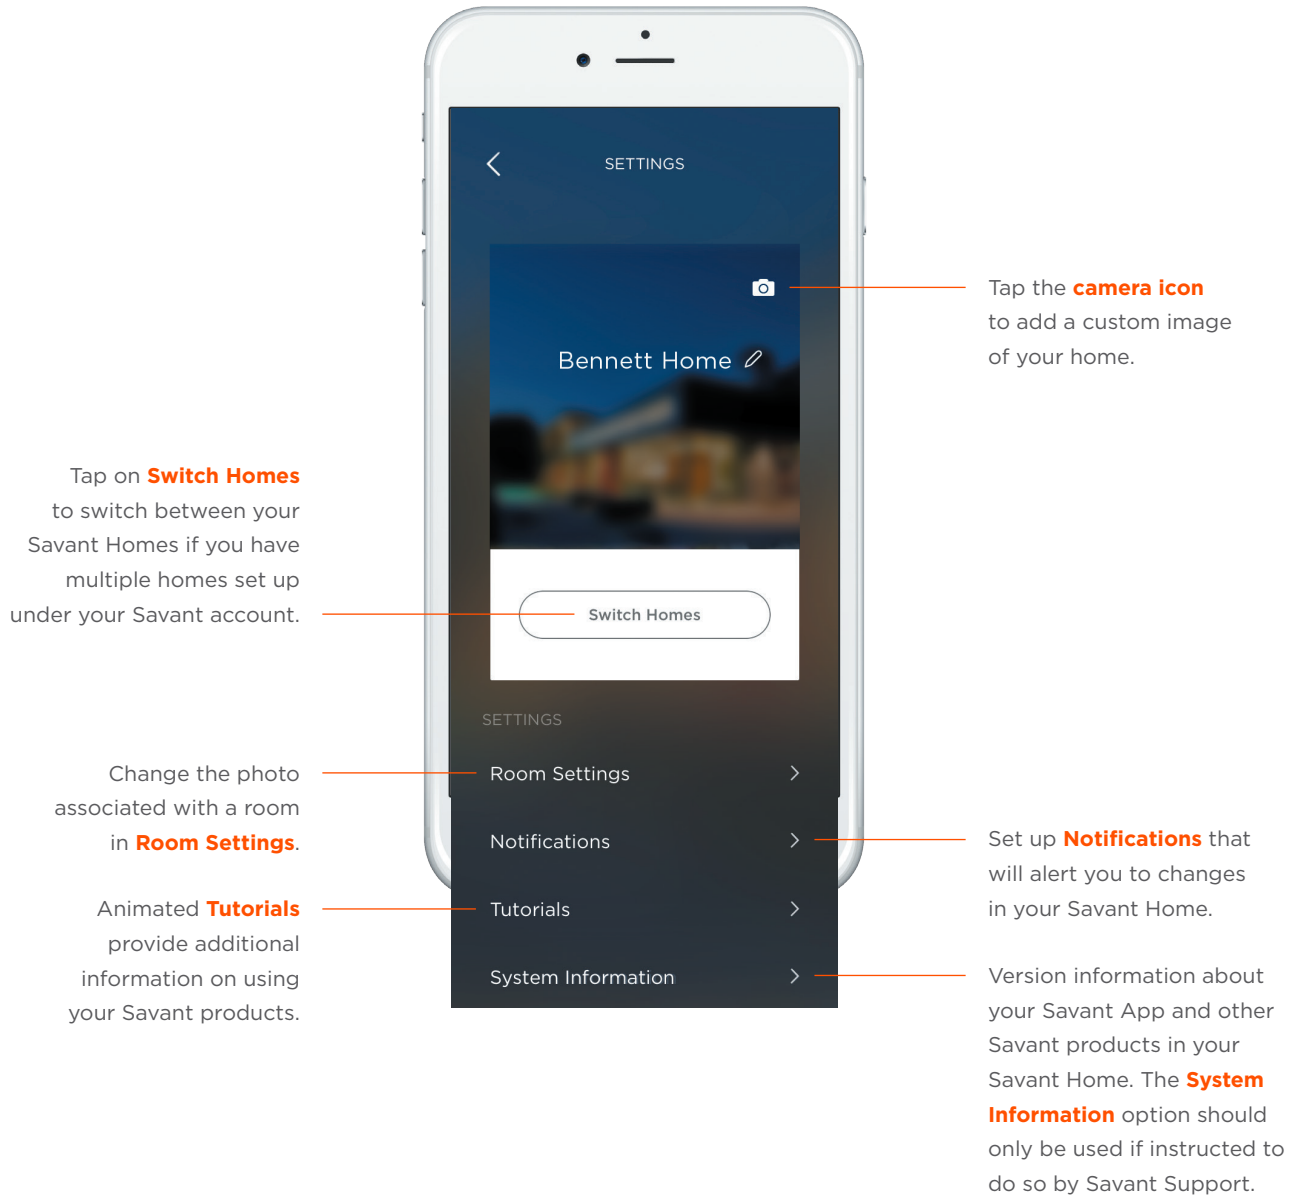 SETTINGS
Tap the camera icon
to add a custom image
of your home.
Bennett Home
Tap on Switch Homes
to switch between your
Savant Homes if you have
multiple homes set up
under your Savant account.
Switch Homes
SETTINGS
Room Settings
Change the photo
associated with a room
in Room Settings.
Notifications
Set up Notifications that
will alert you to changes
in your Savant Home.
Tutorials
Animated Tutorials
provide additional
information on using
your Savant products.
System Information
Version information about
your Savant App and other
Savant products in your
Savant Home. The System
Information option should
only be used if instructed to
do so by Savant Support.